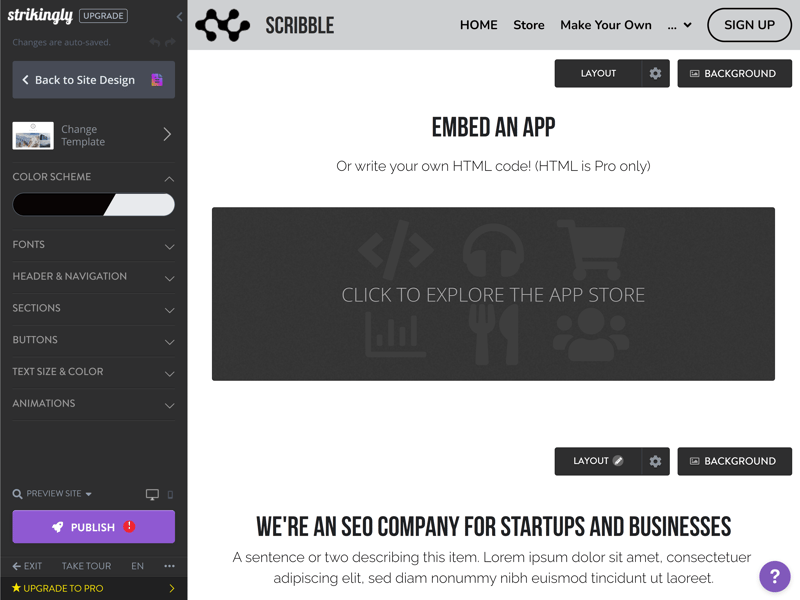 strikingly UPGRADE
Changes are auto-saved.
Back to Site Design
Change
Template
COLOR SCHEME
FONTS
HEADER & NAVIGATION
SECTIONS
BUTTONS
TEXT SIZE & COLOR
ANIMATIONS
PREVIEW SITE
PUBLISH !
EXIT TAKE TOUR EN
UPGRADE TO PRO
SCRIBBLE HOME Store Make Your Own ... SIGN UP
LAYOUT BACKGROUND
EMBED AN APP
Or write your own HTML code! (HTML is Pro only)
CLICK TO EXPLORE THE APP STORE
LAYOUT BACKGROUND
WE'RE AN SEO COMPANY FOR STARTUPS AND BUSINESSES
A sentence or two describing this item. Lorem ipsum dolor sit amet, consectetuer
adipiscing elit, sed diam nonummy nibh euismod tincidunt ut laoreet.
?